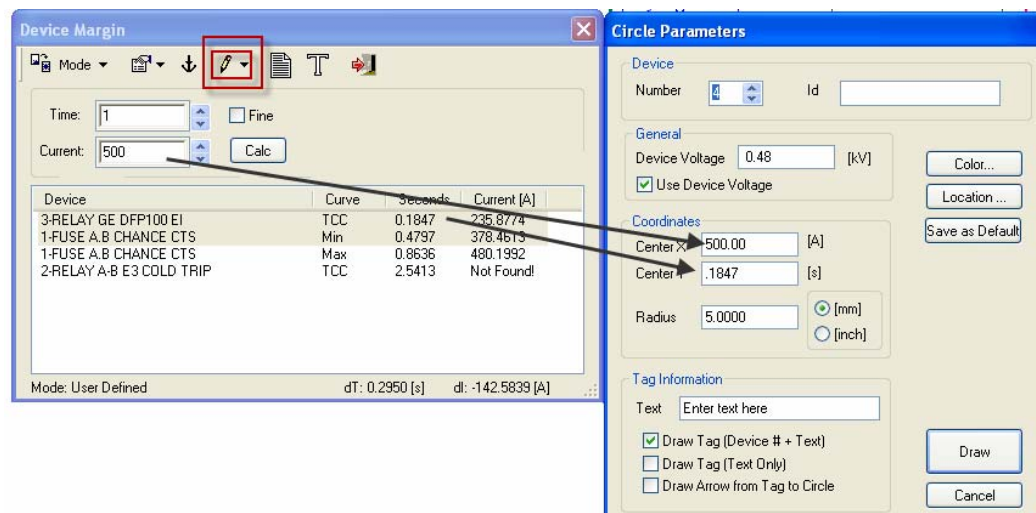 Device Margin
Mode
Time: 1
Fine
Current: 500
Calc
Device Curve Seconds Current [A]
3-RELAY GE DFP100 EI TCC 0.1847 235.8774
1-FUSE A.B CHANCE CTS Min 0.4797 378.4613
1-FUSE A.B CHANCE CTS Max 0.8636 480.1992
2-RELAY A-B E3 COLD TRIP TCC 2.5413 Not Found!
Mode: User Defined dT: 0.2950 [s] dI: -142.5839 [A]
Circle Parameters
Device
Number 4 Id
General
Device Voltage 0.48 [kV]
Use Device Voltage
Color...
Location ...
Save as Default
Coordinates
Center X 500.00 [A]
Center .1847 [s]
Radius 5.0000
[mm]
[inch]
Tag Information
Text Enter text here
Draw Tag (Device # + Text)
Draw Tag (Text Only)
Draw Arrow from Tag to Circle
Draw
Cancel